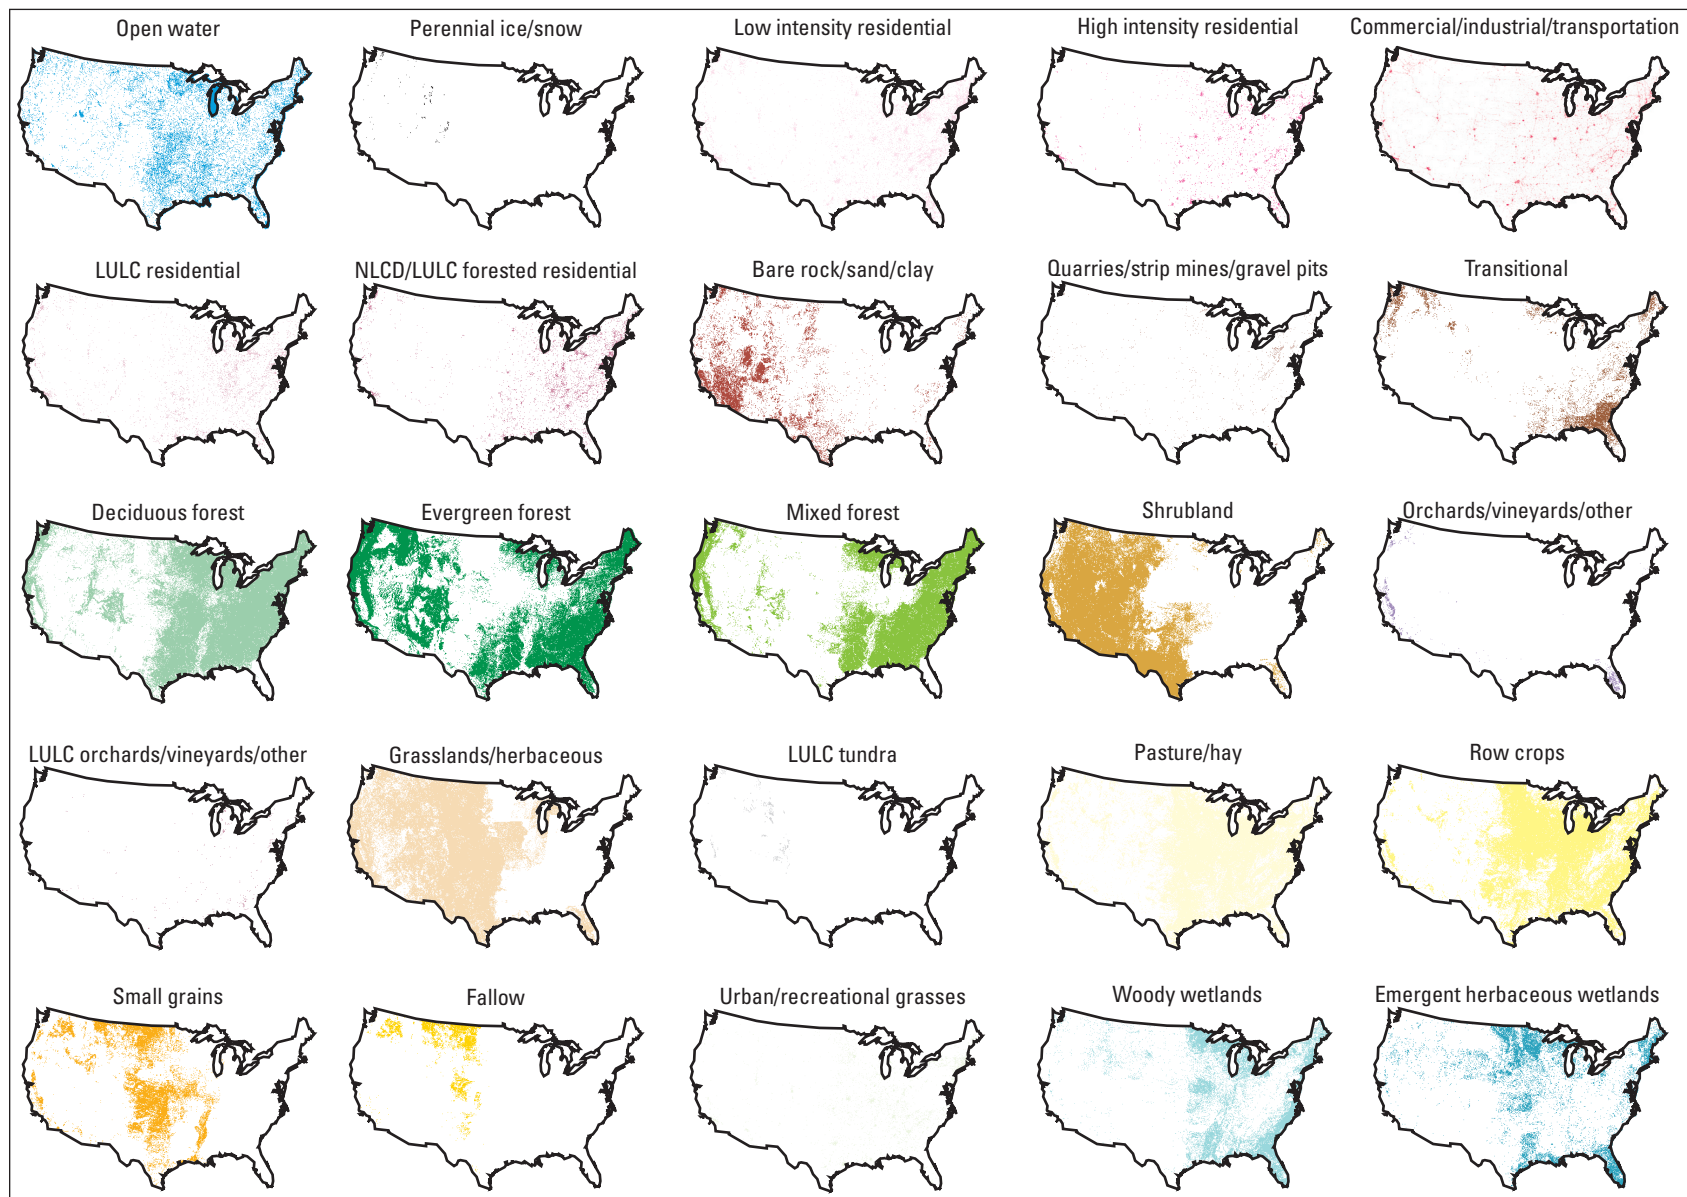 Open water
Perennial ice/snow
Low intensity residential
High intensity residential
Commercial/industrial/transportation
LULC residential
NLCD/LULC forested residential
Bare rock/sand/clay
Quarries/strip mines/gravel pits
Transitional
Deciduous forest
Evergreen forest
Mixed forest
Shrubland
Orchards/vineyards/other
LULC orchards/vineyards/other
Grasslands/herbaceous
LULC tundra
Pasture/hay
Row crops
Small grains
Fallow
Urban/recreational grasses
Woody wetlands
Emergent herbaceous wetlands